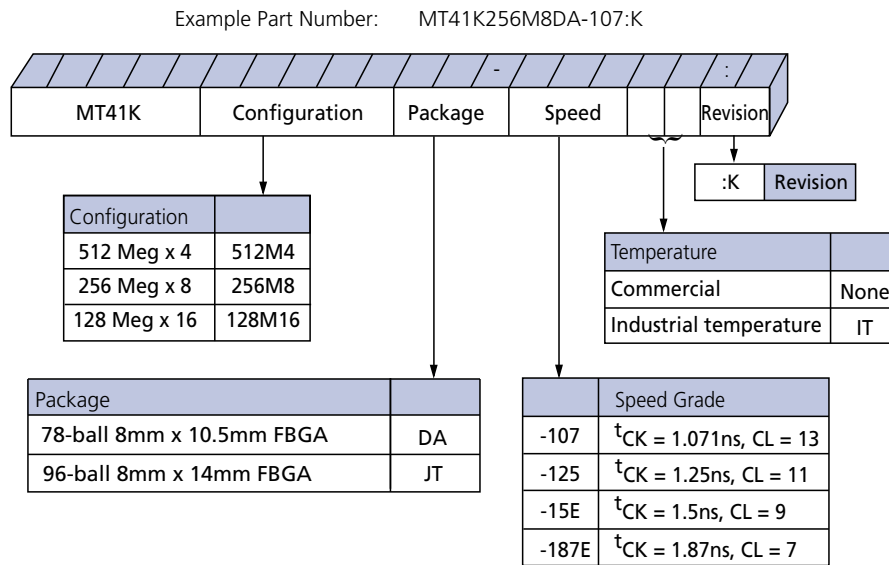 Example Part Number: MT41K256M8DA-107:K
- :
MT41K Configuration Package Speed Revision
:K Revision
Configuration
512 Meg x 4 512M4
256 Meg x 8 256M8
128 Meg x 16 128M16
Temperature
Commercial None
Industrial temperature IT
Package
78-ball 8mm x 10.5mm FBGA DA
96-ball 8mm x 14mm FBGA JT
Speed Grade
-107 tCK = 1.071ns, CL = 13
-125 tCK = 1.25ns, CL = 11
-15E tCK = 1.5ns, CL = 9
-187E tCK = 1.87ns, CL = 7